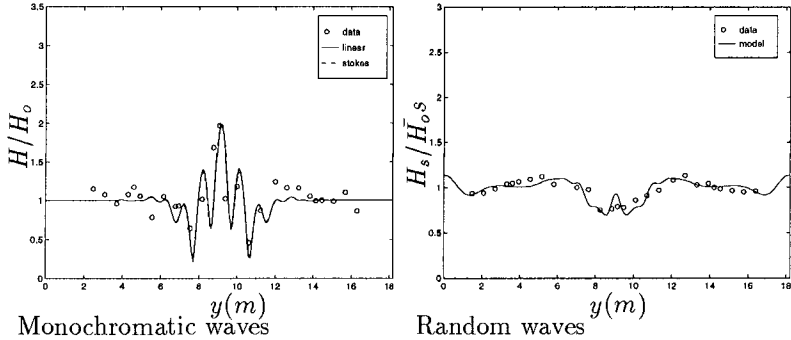 3.5
3
2.5
2
1.5
1
0.5
0
H/H_o
data
linear
stokes
0 2 4 6 8 10 12 14 16 18
y(m)
Monochromatic waves
3
2.5
2
1.5
1
0.5
0
H_s/H̄_o s
data
model
0 2 4 6 8 10 12 14 16 18
y(m)
Random waves